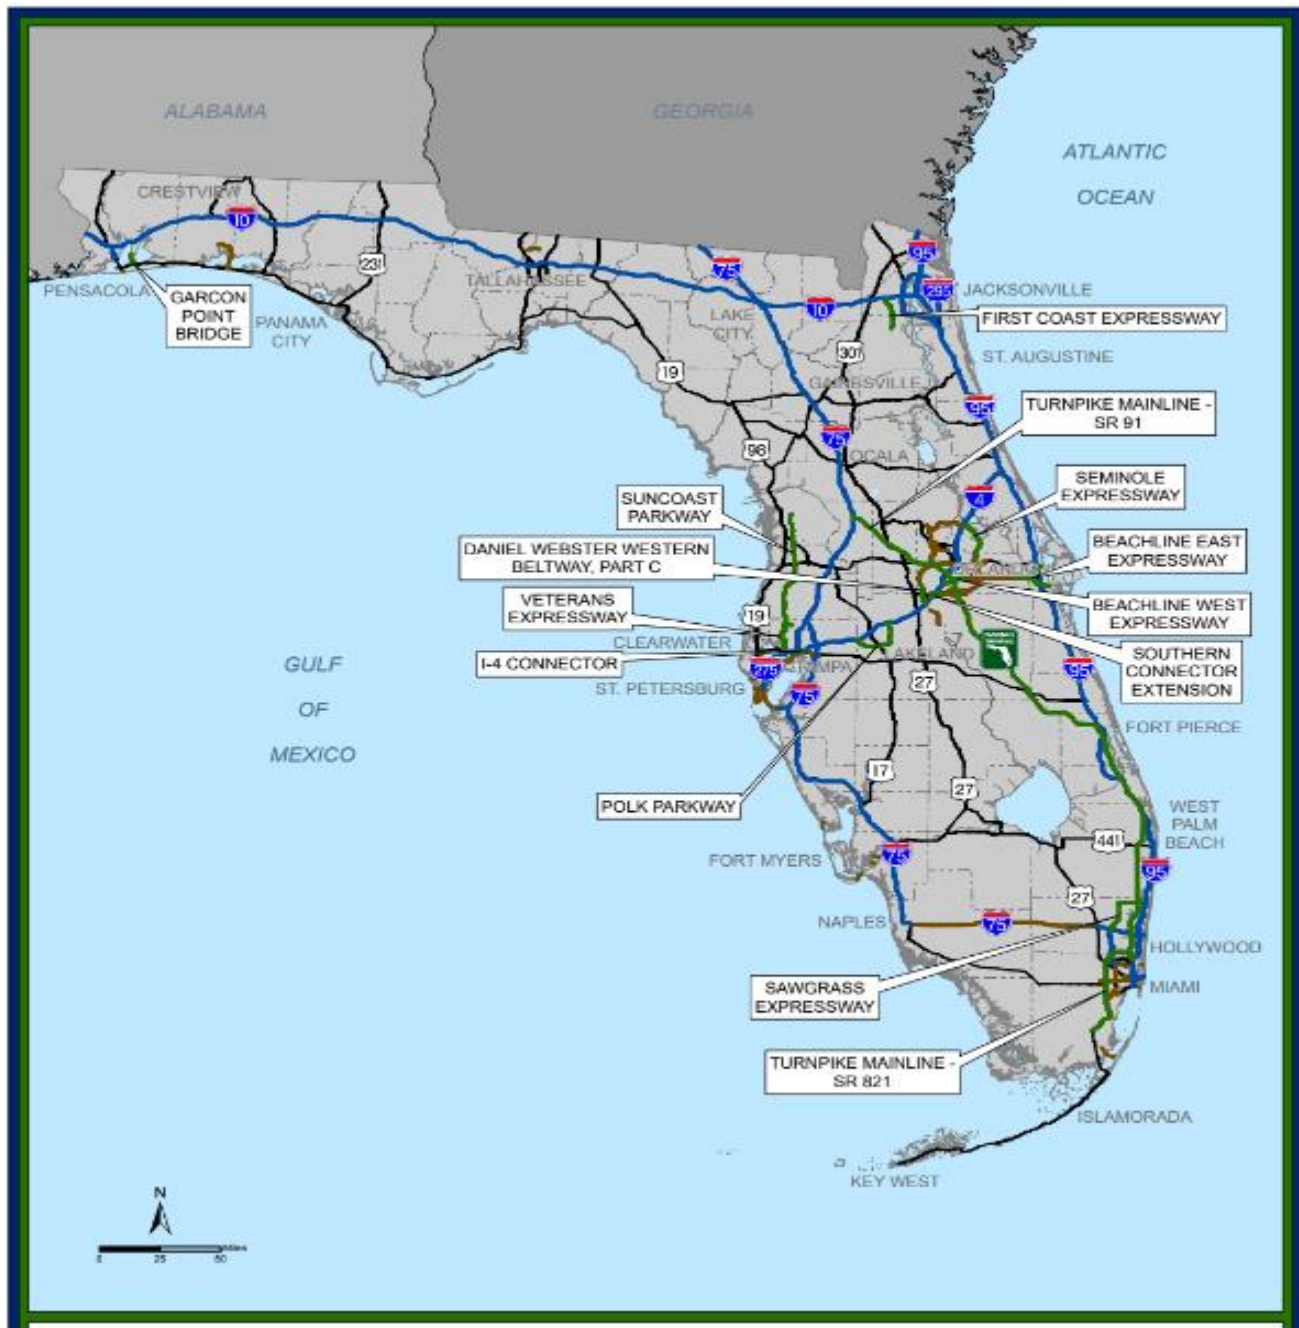 ALABAMA
GEORGIA
ATLANTIC
OCEAN
CRESTVIEW
10
231
PENSACOLA
GARCON
POINT
BRIDGE
PANAMA
CITY
TALLAHASSEE
75
95
295
JACKSONVILLE
10
LAKE
CITY
FIRST COAST EXPRESSWAY
301
ST. AUGUSTINE
19
GAINESVILLE
95
TURNPIKE MAINLINE -
SR 91
75
98
OCALA
4
SEMINOLE
EXPRESSWAY
SUNCOAST
PARKWAY
DANIEL WEBSTER WESTERN
BELTWAY, PART C
BEACHLINE EAST
EXPRESSWAY
ORLANDO
VETERANS
EXPRESSWAY
19
BEACHLINE WEST
EXPRESSWAY
CLEARWATER
I-4 CONNECTOR
275
TAMPA
LAKELAND
SOUTHERN
CONNECTOR
EXTENSION
95
ST. PETERSBURG
75
27
GULF
OF
MEXICO
FORT PIERCE
17
27
POLK PARKWAY
WEST
PALM
BEACH
441
FORT MYERS
75
95
27
NAPLES
75
HOLLYWOOD
SAWGRASS
EXPRESSWAY
MIAMI
TURNPIKE MAINLINE -
SR 821
ISLAMORADA
KEY WEST
N
0 25 50 Miles